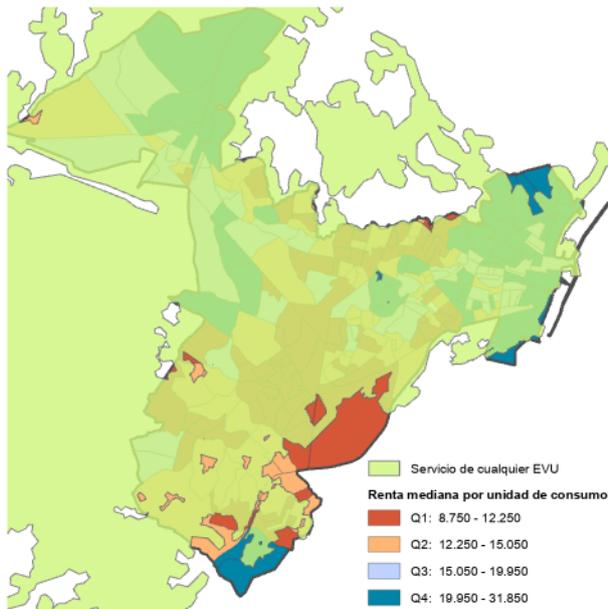 Servicio de cualquier EVU
Renta mediana por unidad de consumo
Q1: 8.750 - 12.250
Q2: 12.250 - 15.050
Q3: 15.050 - 19.950
Q4: 19.950 - 31.850